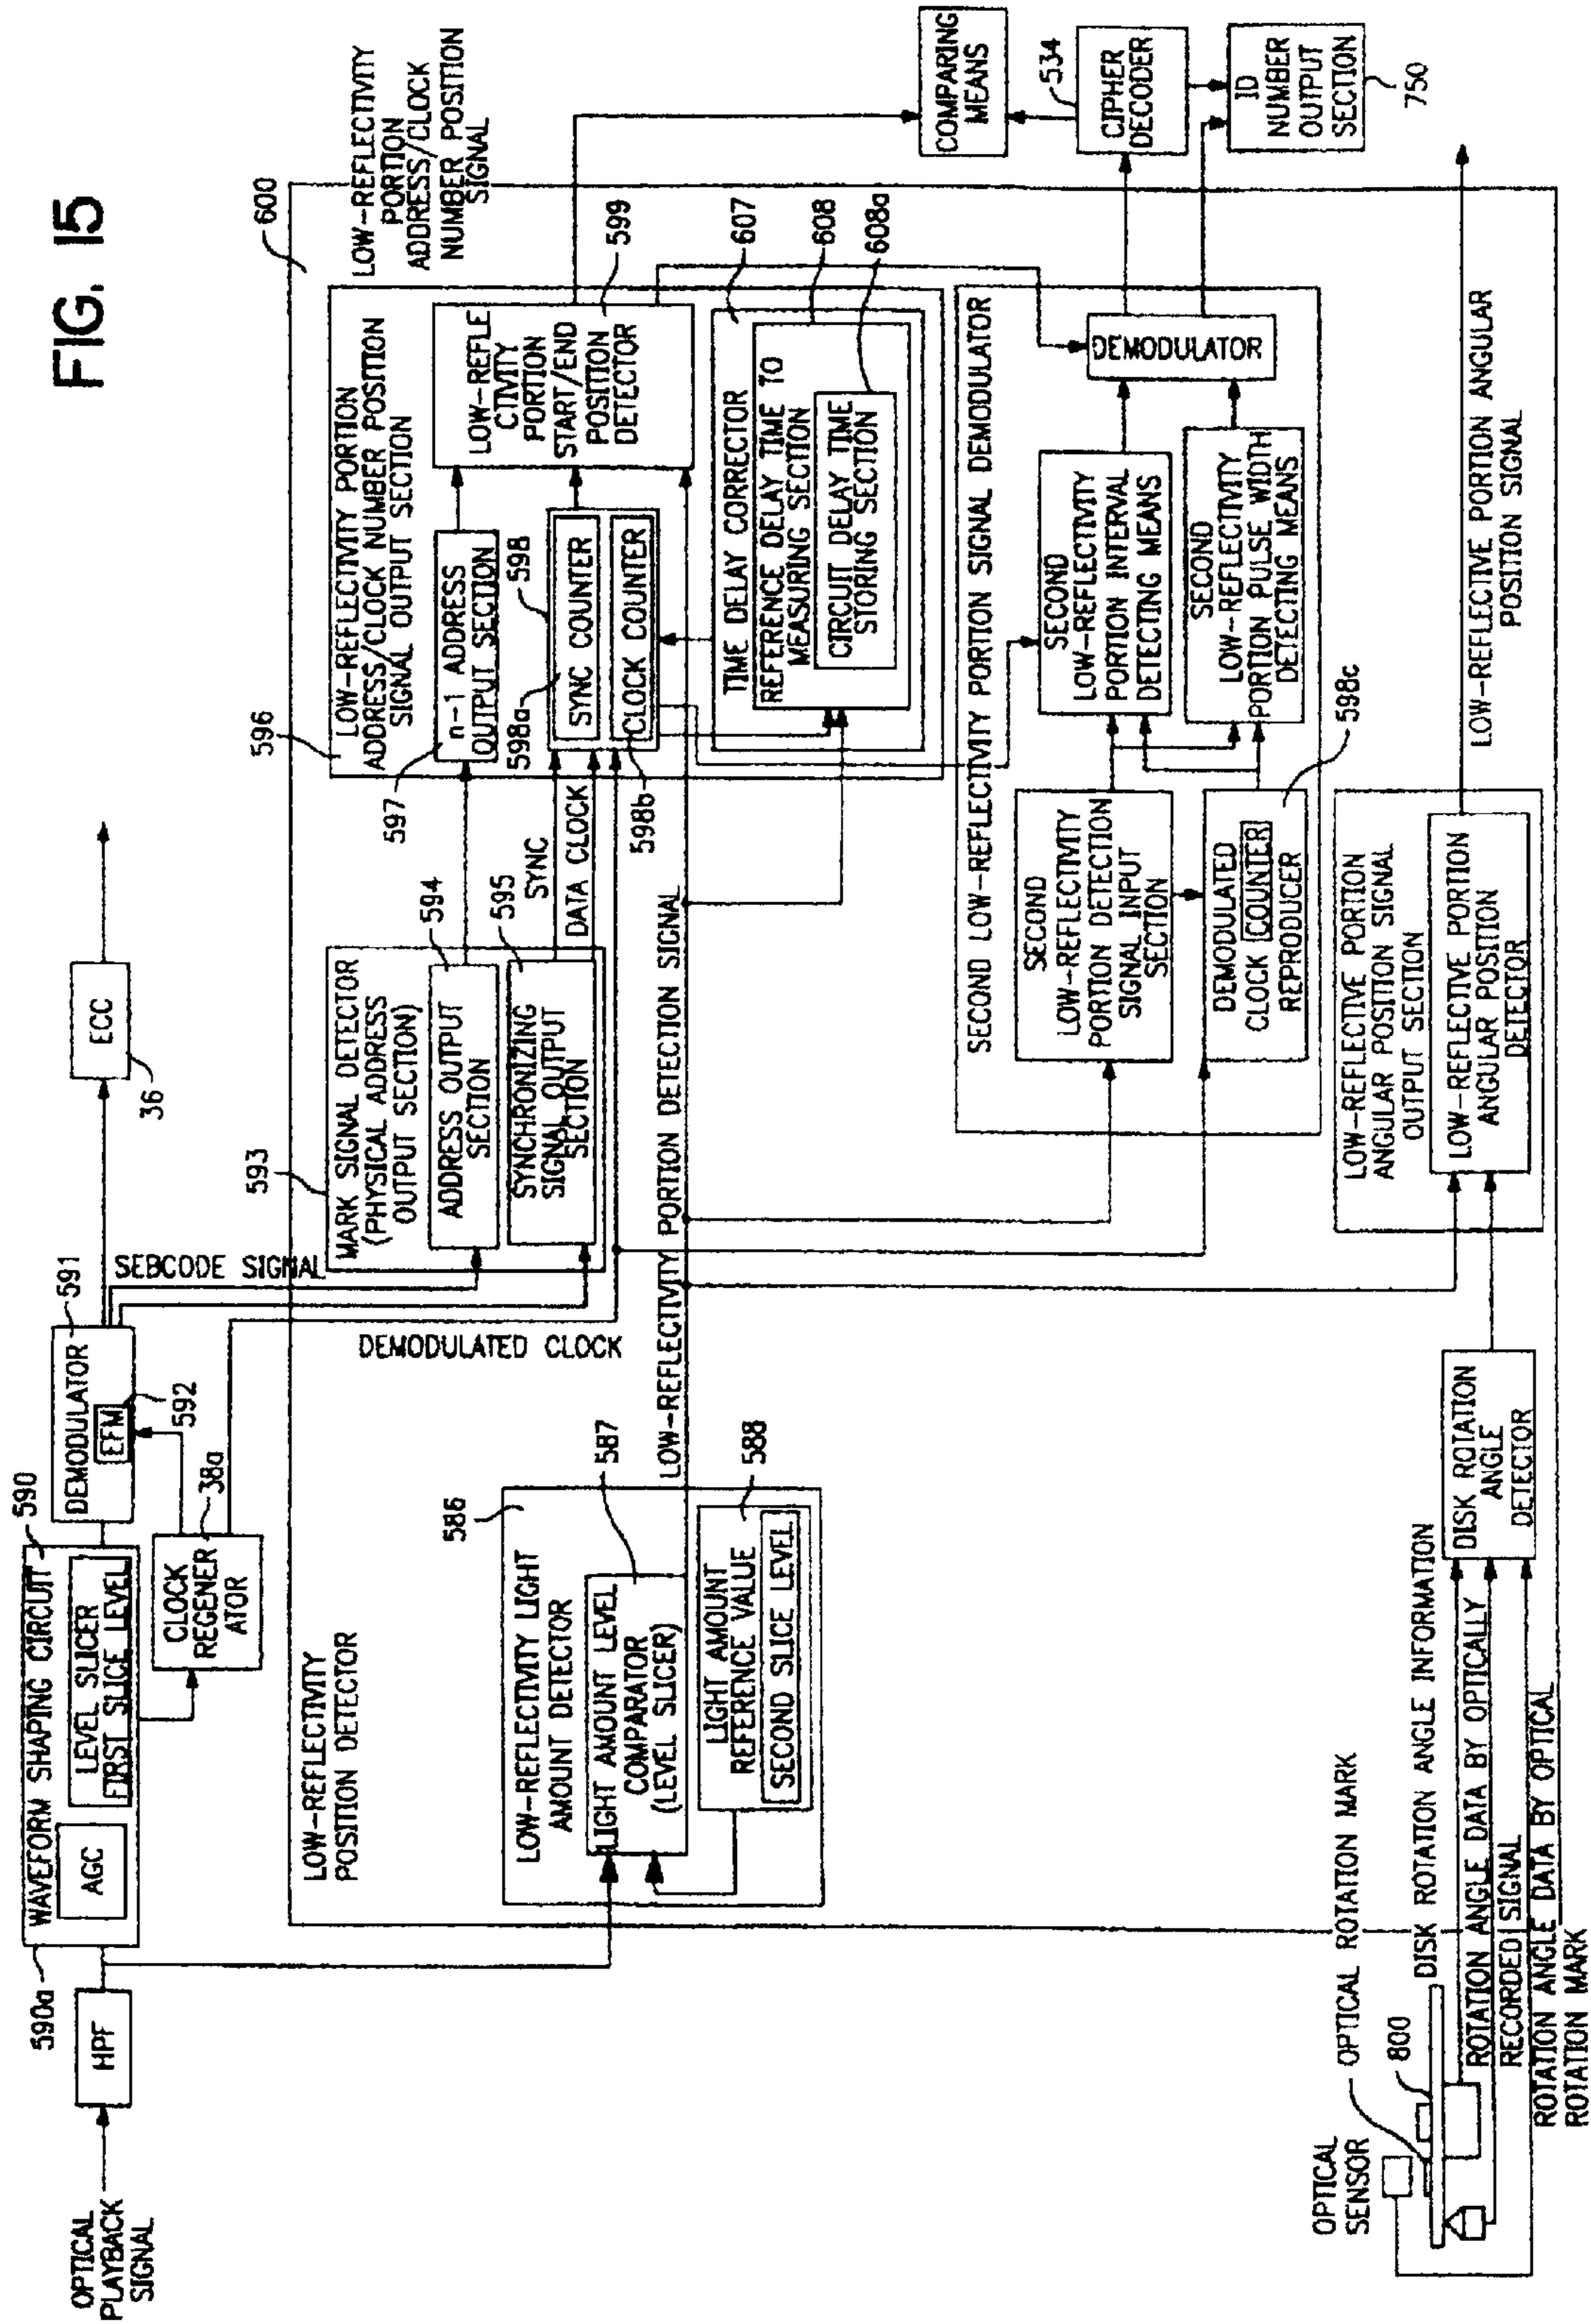 FIG. 15
OPTICAL
PLAYBACK
SIGNAL
HPF
590a
WAVEFORM SHAPING CIRCUIT
590
AGC
LEVEL SLICER
FIRST SLICE LEVEL
CLOCK
REGENER
ATOR
38a
DEMODULATOR
591
EFM
592
ECC
36
SEBCODE SIGNAL
DEMODULATED CLOCK
LOW-REFLECTIVITY
POSITION DETECTOR
600
LOW-REFLECTIVITY LIGHT
AMOUNT DETECTOR
586
LIGHT AMOUNT LEVEL
COMPARATOR
(LEVEL SLICER)
587
LIGHT AMOUNT
REFERENCE VALUE
SECOND SLICE LEVEL
588
LOW-REFLECTIVITY PORTION DETECTION SIGNAL
593
MARK SIGNAL DETECTOR
(PHYSICAL ADDRESS
OUTPUT SECTION)
ADDRESS OUTPUT
SECTION
594
SYNCHRONIZING
SIGNAL OUTPUT
SECTION
595
SYNC
DATA CLOCK
596
LOW-REFLECTIVITY PORTION
ADDRESS/CLOCK NUMBER POSITION
SIGNAL OUTPUT SECTION
597
n-1 ADDRESS
OUTPUT SECTION
598
598a
SYNC COUNTER
CLOCK COUNTER
598b
LOW-REFLE
CTIVITY
PORTION
START/END
POSITION
DETECTOR
599
LOW-REFLECTIVITY
PORTION
ADDRESS/CLOCK
NUMBER POSITION
SIGNAL
TIME DELAY CORRECTOR
607
REFERENCE DELAY TIME TO
MEASURING SECTION
608
CIRCUIT DELAY TIME
STORING SECTION
608a
COMPARING
MEANS
CIPHER
DECODER
534
ID
NUMBER
OUTPUT
SECTION
750
SECOND LOW-REFLECTIVITY PORTION SIGNAL DEMODULATOR
SECOND
LOW-REFLECTIVITY
PORTION DETECTION
SIGNAL INPUT
SECTION
DEMODULATED
CLOCK COUNTER
REPRODUCER
598c
SECOND
LOW-REFLECTIVITY
PORTION INTERVAL
DETECTING MEANS
SECOND
LOW-REFLECTIVITY
PORTION PULSE WIDTH
DETECTING MEANS
DEMODULATOR
LOW-REFLECTIVE PORTION
ANGULAR POSITION SIGNAL
OUTPUT SECTION
LOW-REFLECTIVE PORTION
ANGULAR POSITION
DETECTOR
LOW-REFLECTIVE PORTION ANGULAR
POSITION SIGNAL
DISK ROTATION
ANGLE
DETECTOR
OPTICAL
SENSOR
OPTICAL ROTATION MARK
800
DISK ROTATION ANGLE INFORMATION
ROTATION ANGLE DATA BY OPTICALLY
RECORDED SIGNAL
ROTATION ANGLE DATA BY OPTICAL
ROTATION MARK